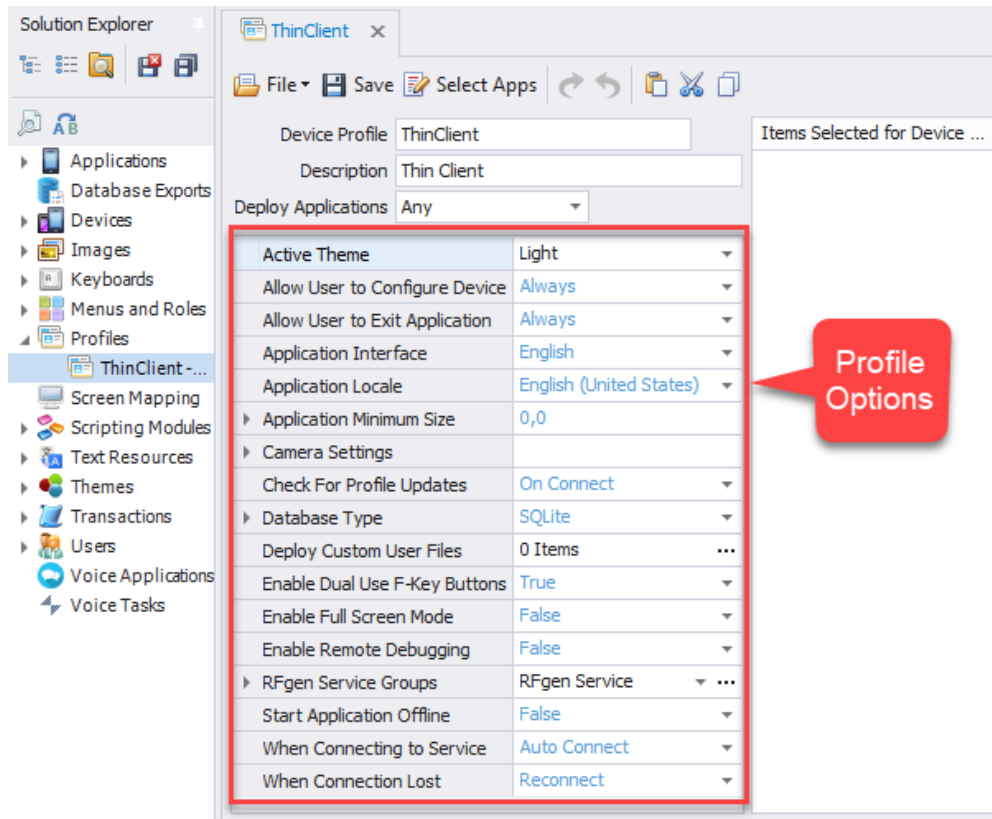 Solution Explorer
AB
Applications
Database Exports
Devices
Images
Keyboards
Menus and Roles
Profiles
ThinClient -...
Screen Mapping
Scripting Modules
Text Resources
Themes
Transactions
Users
Voice Applications
Voice Tasks
ThinClient
File Save Select Apps
Device Profile ThinClient
Description Thin Client
Deploy Applications Any
Active Theme Light
Allow User to Configure Device Always
Allow User to Exit Application Always
Application Interface English
Application Locale English (United States)
Application Minimum Size 0,0
Camera Settings
Check For Profile Updates On Connect
Database Type SQLite
Deploy Custom User Files 0 Items ...
Enable Dual Use F-Key Buttons True
Enable Full Screen Mode False
Enable Remote Debugging False
RFgen Service Groups RFgen Service ...
Start Application Offline False
When Connecting to Service Auto Connect
When Connection Lost Reconnect
Items Selected for Device ...
Profile
Options